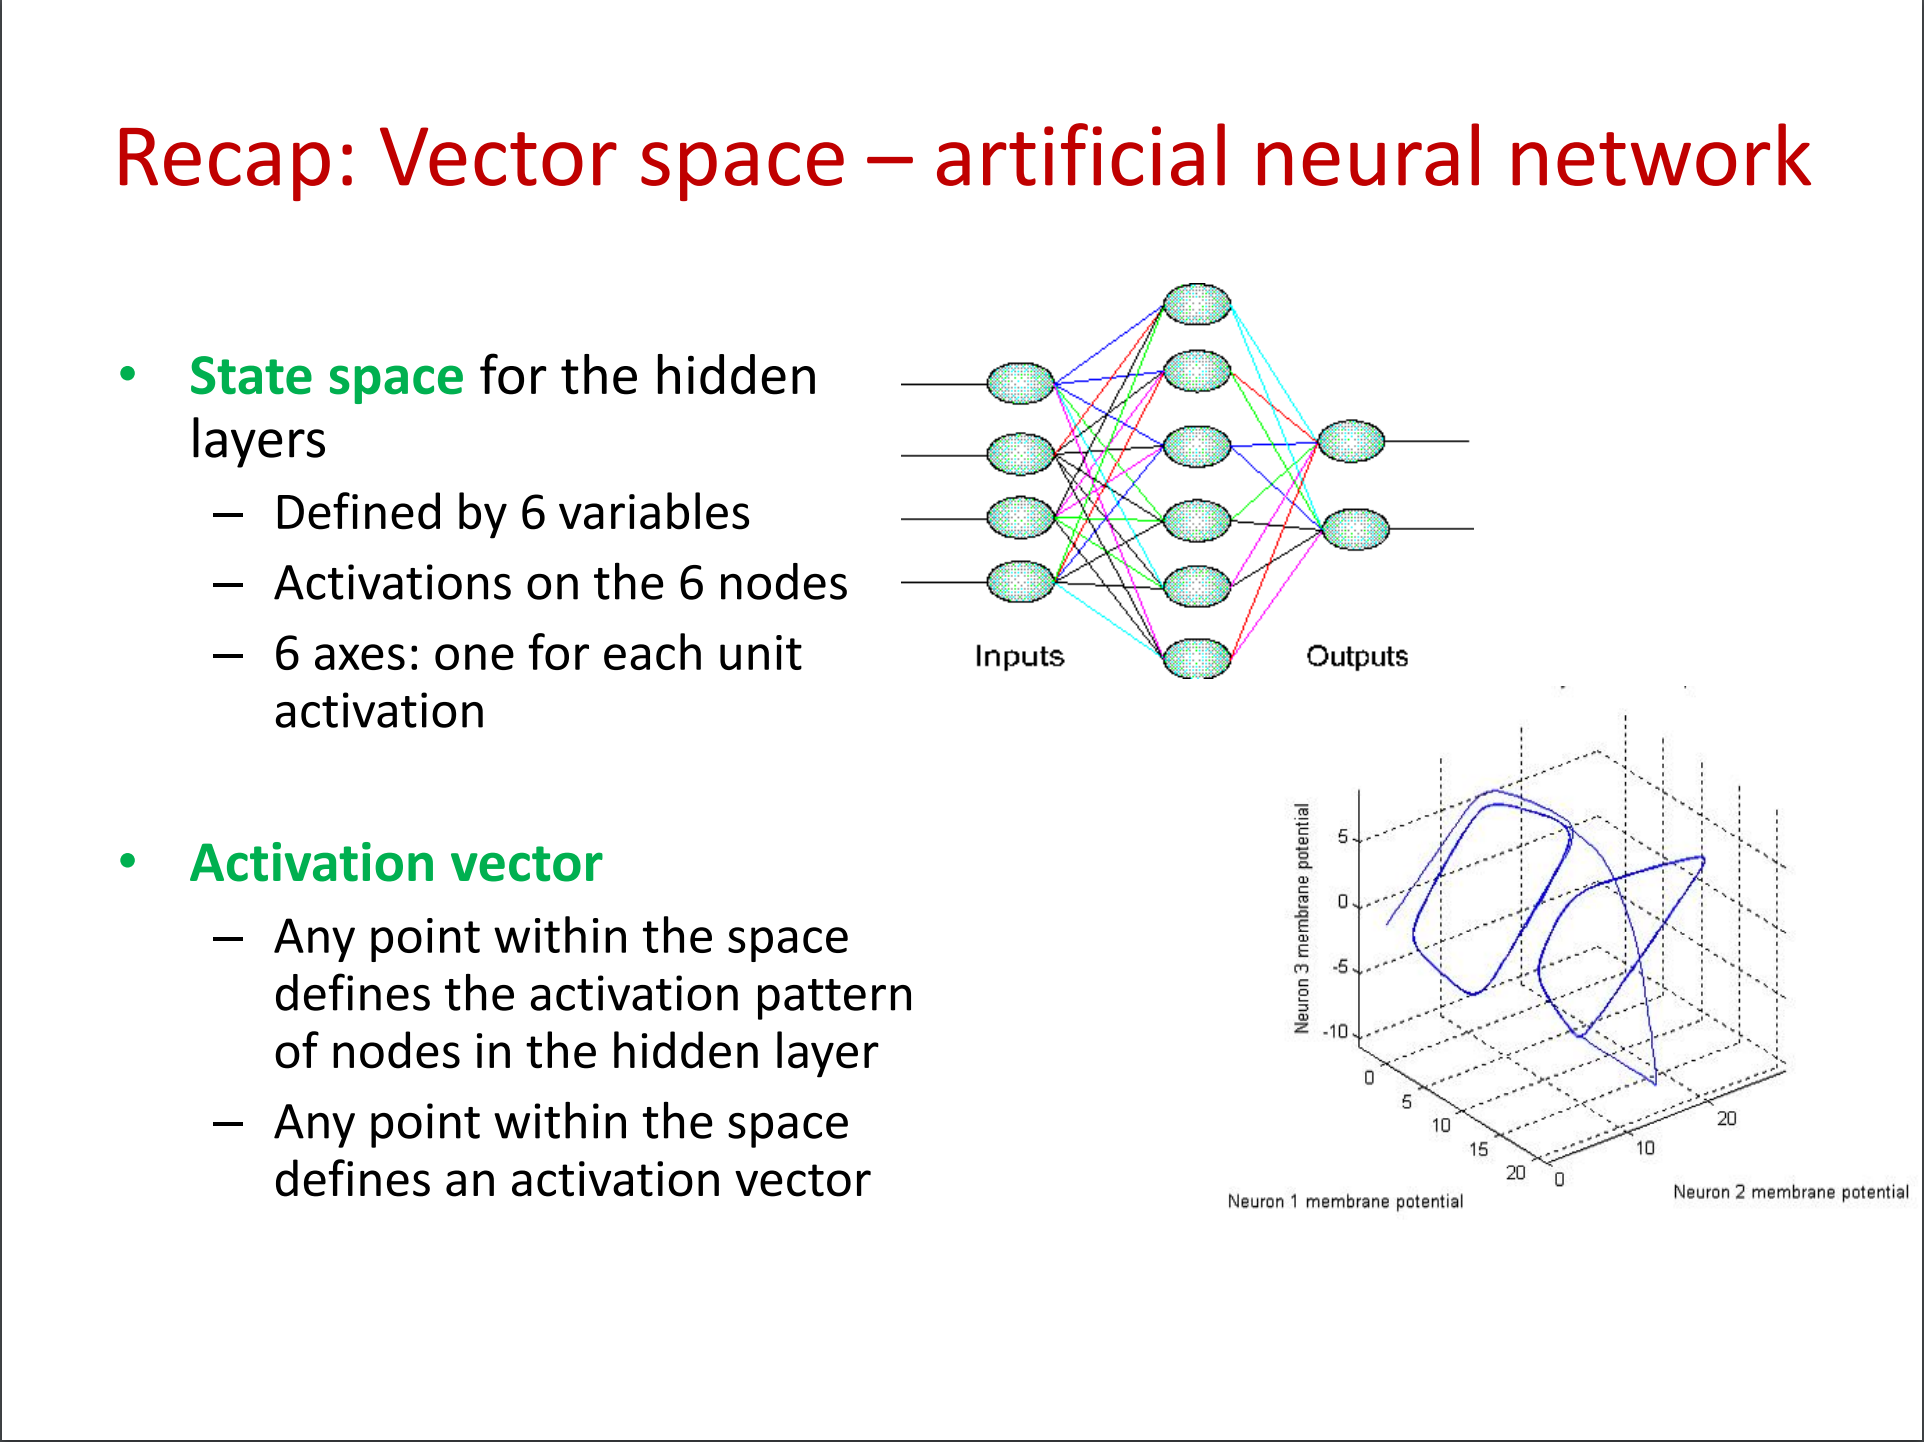 Recap: Vector space – artificial neural network
• State space for the hidden
layers
– Defined by 6 variables
– Activations on the 6 nodes
– 6 axes: one for each unit
activation
• Activation vector
– Any point within the space
defines the activation pattern
of nodes in the hidden layer
– Any point within the space
defines an activation vector
Inputs
Outputs
Neuron 3 membrane potential
5
0
-5
-10
0
5
10
15
20
0
10
20
Neuron 1 membrane potential
Neuron 2 membrane potential